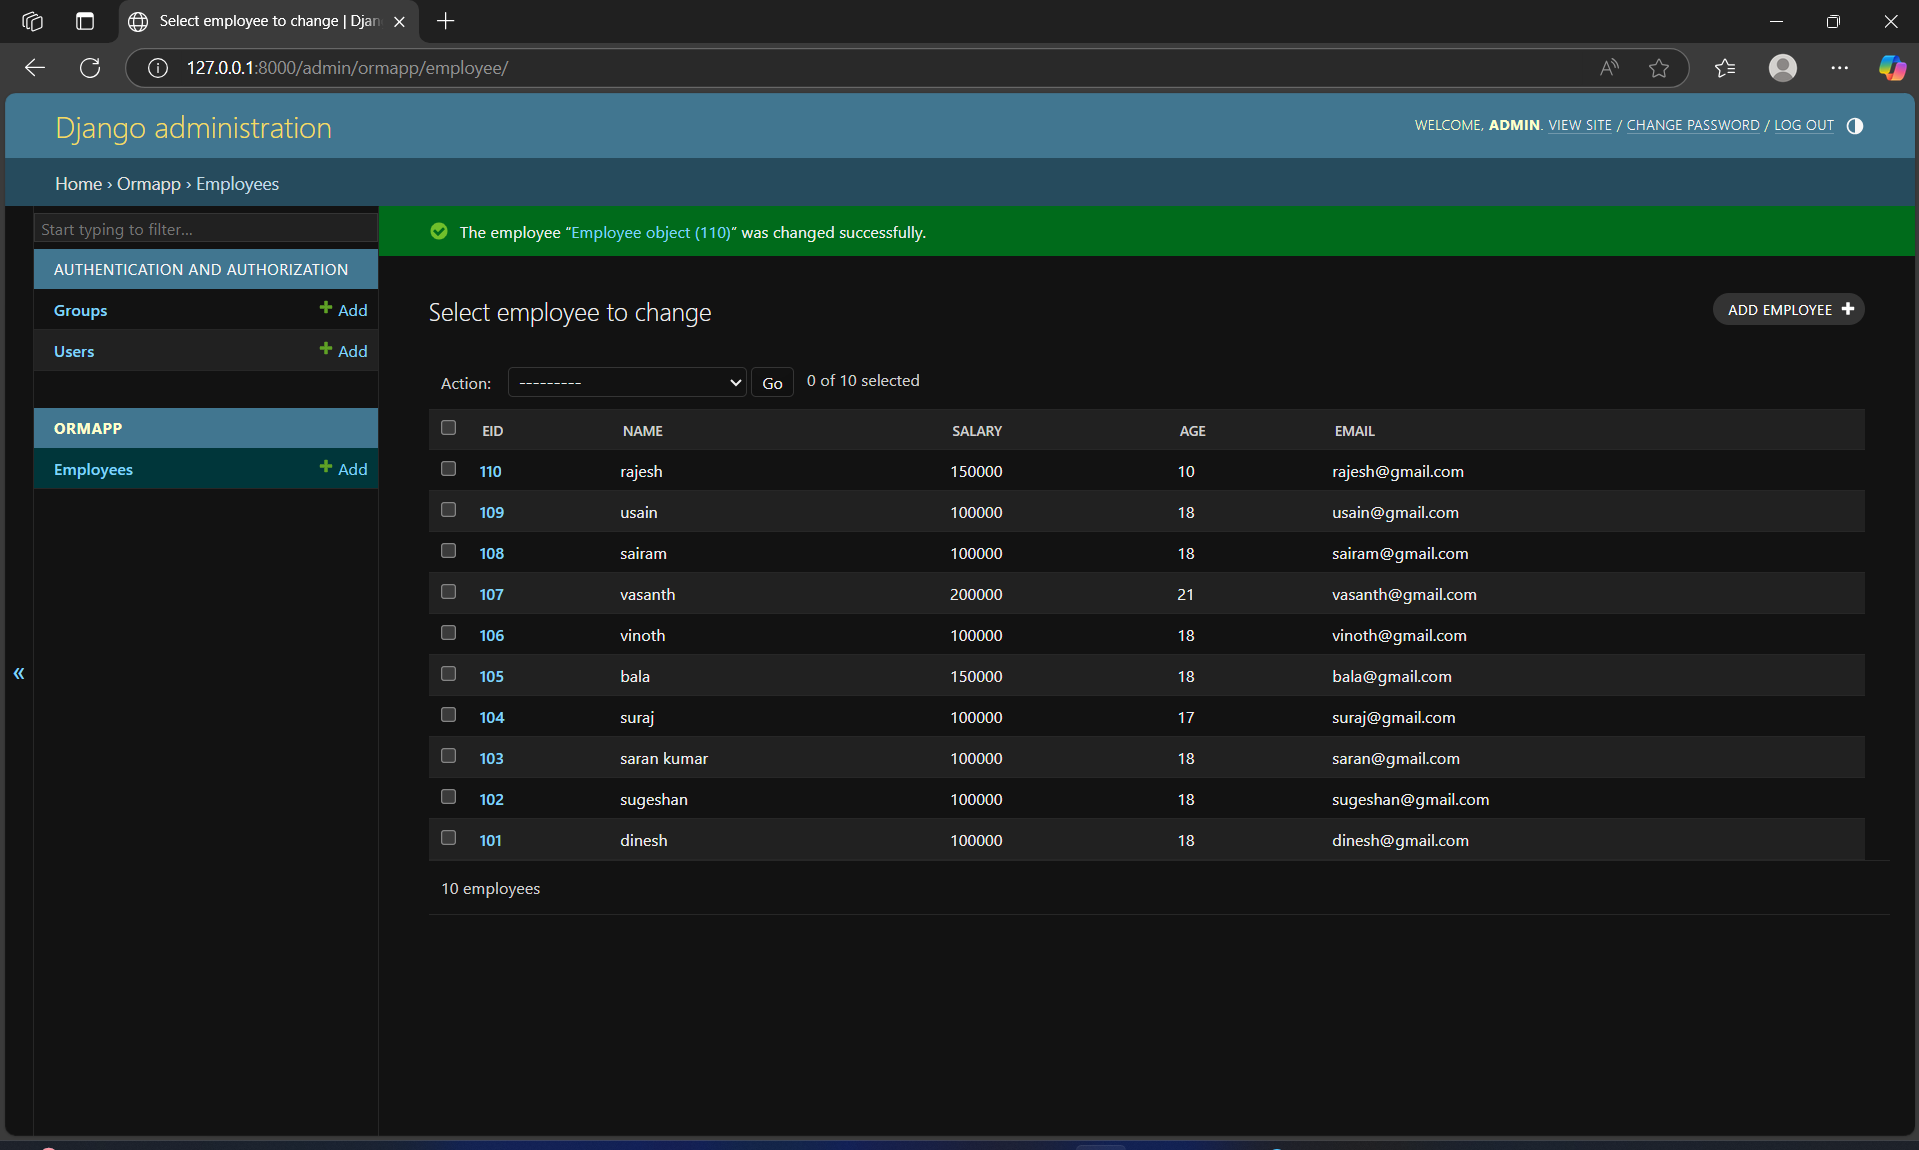 Select employee to change | Djan
127.0.0.1:8000/admin/ormapp/employee/
Django administration
WELCOME, ADMIN. VIEW SITE / CHANGE PASSWORD / LOG OUT
Home › Ormapp › Employees
Start typing to filter...
The employee “Employee object (110)” was changed successfully.
AUTHENTICATION AND AUTHORIZATION
Groups Add
Users Add
ORMAPP
Employees Add
«
Select employee to change
ADD EMPLOYEE
Action: --------- Go 0 of 10 selected
EID NAME SALARY AGE EMAIL
110 rajesh 150000 10 rajesh@gmail.com
109 usain 100000 18 usain@gmail.com
108 sairam 100000 18 sairam@gmail.com
107 vasanth 200000 21 vasanth@gmail.com
106 vinoth 100000 18 vinoth@gmail.com
105 bala 150000 18 bala@gmail.com
104 suraj 100000 17 suraj@gmail.com
103 saran kumar 100000 18 saran@gmail.com
102 sugeshan 100000 18 sugeshan@gmail.com
101 dinesh 100000 18 dinesh@gmail.com
10 employees